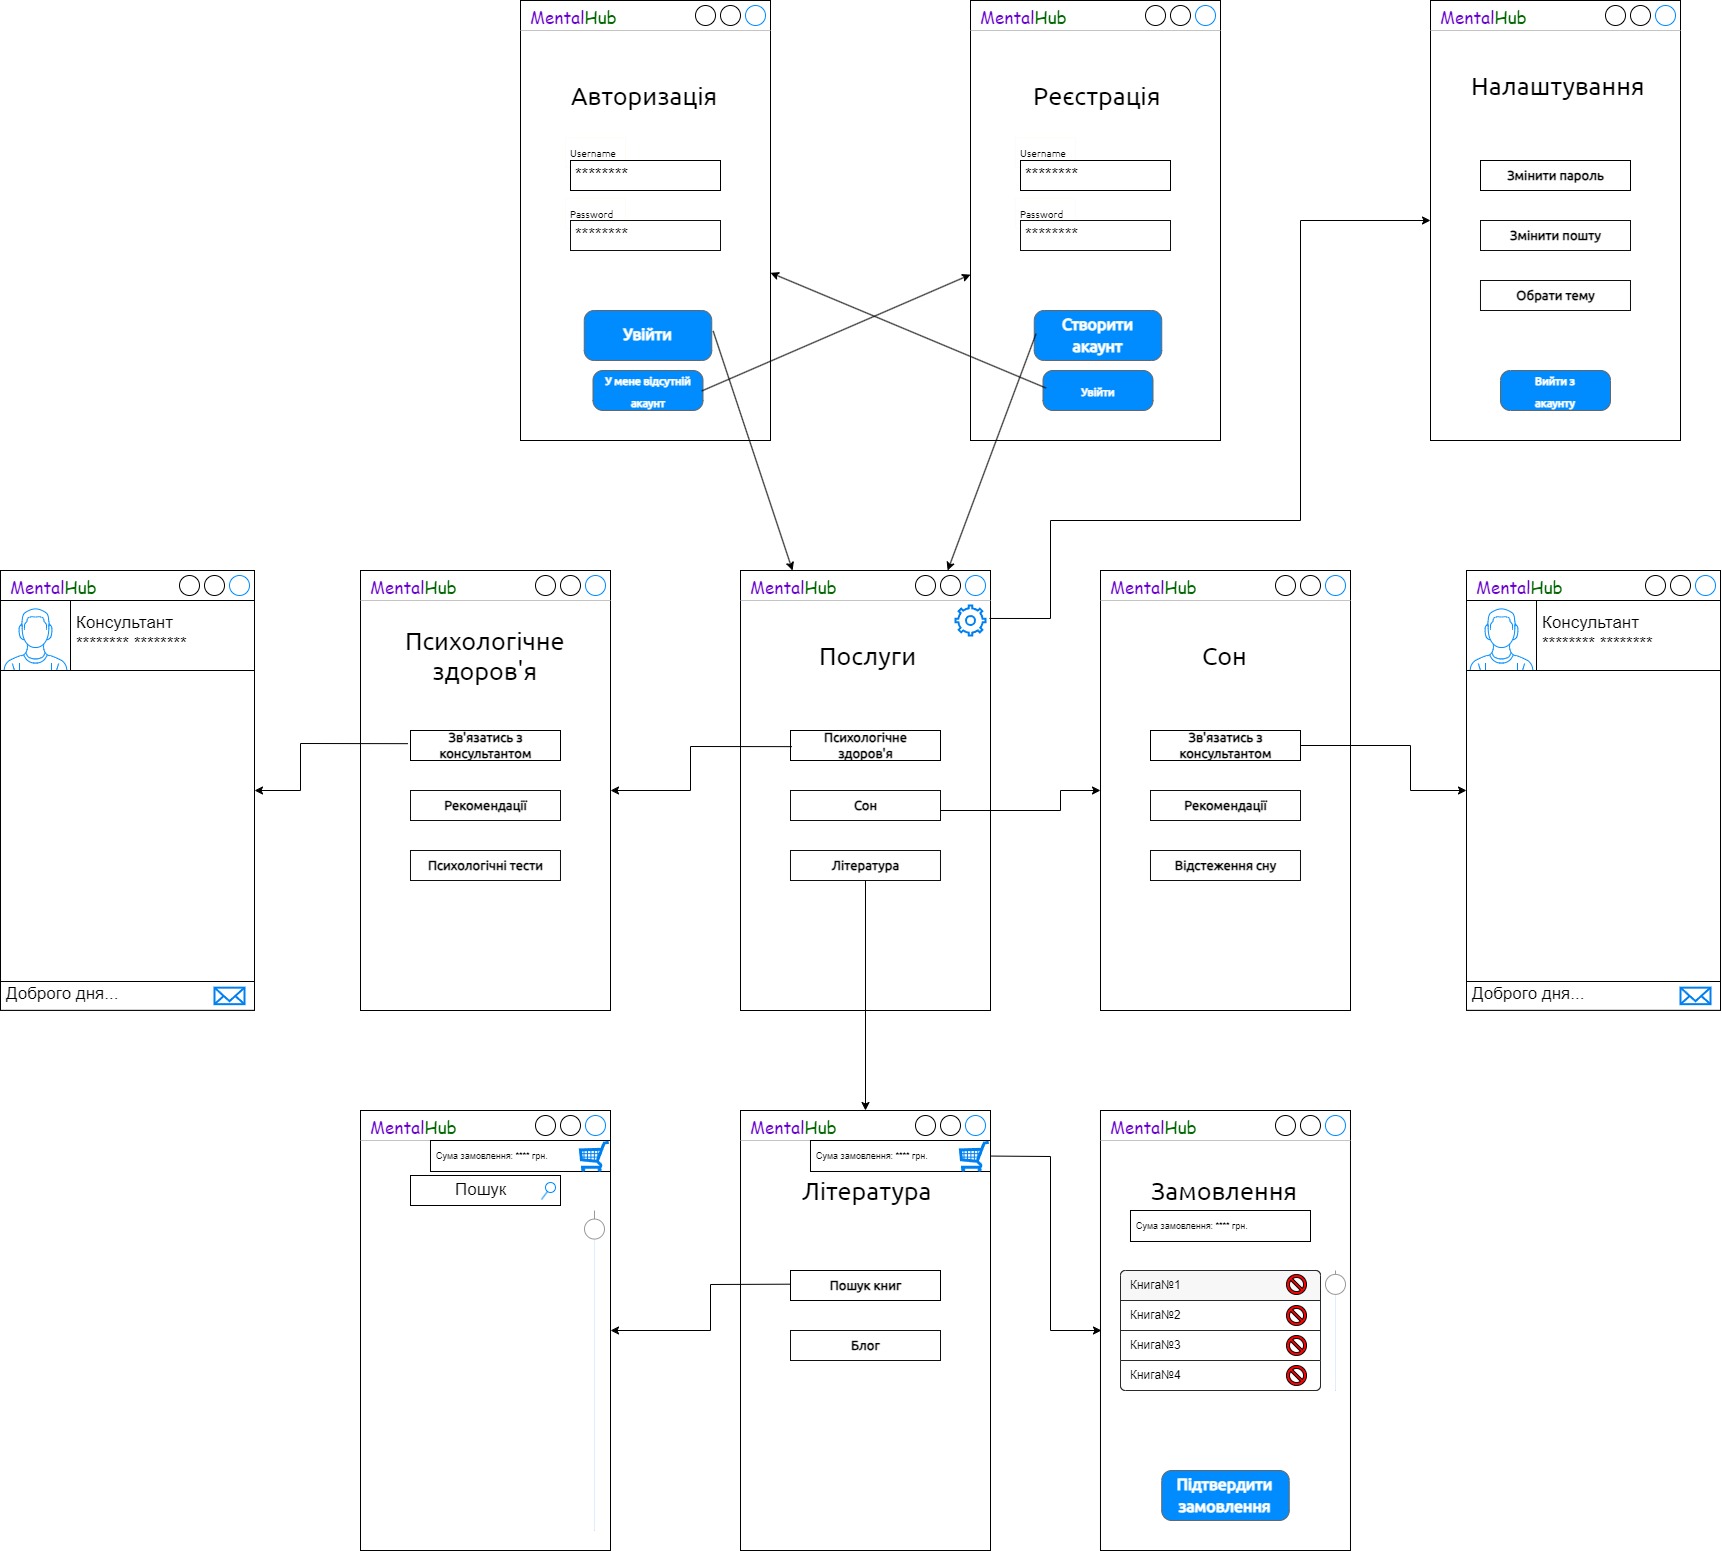 MentalHub
Авторизація
Username
********
Password
********
Увійти
У мене відсутній
акаунт
MentalHub
Реєстрація
Username
********
Password
********
Створити
акаунт
Увійти
MentalHub
Налаштування
Змінити пароль
Змінити пошту
Обрати тему
Вийти з
акаунту
MentalHub
Консультант
******** ********
Доброго дня...
MentalHub
Психологічне
здоров'я
Зв'язатись з
консультантом
Рекомендації
Психологічні тести
MentalHub
Послуги
Психологічне
здоров'я
Сон
Література
MentalHub
Сон
Зв'язатись з
консультантом
Рекомендації
Відстеження сну
MentalHub
Консультант
******** ********
Доброго дня...
MentalHub
Сума замовлення: **** грн.
Пошук
MentalHub
Сума замовлення: **** грн.
Література
Пошук книг
Блог
MentalHub
Замовлення
Сума замовлення: **** грн.
Книга№1
Книга№2
Книга№3
Книга№4
Підтвердити
замовлення